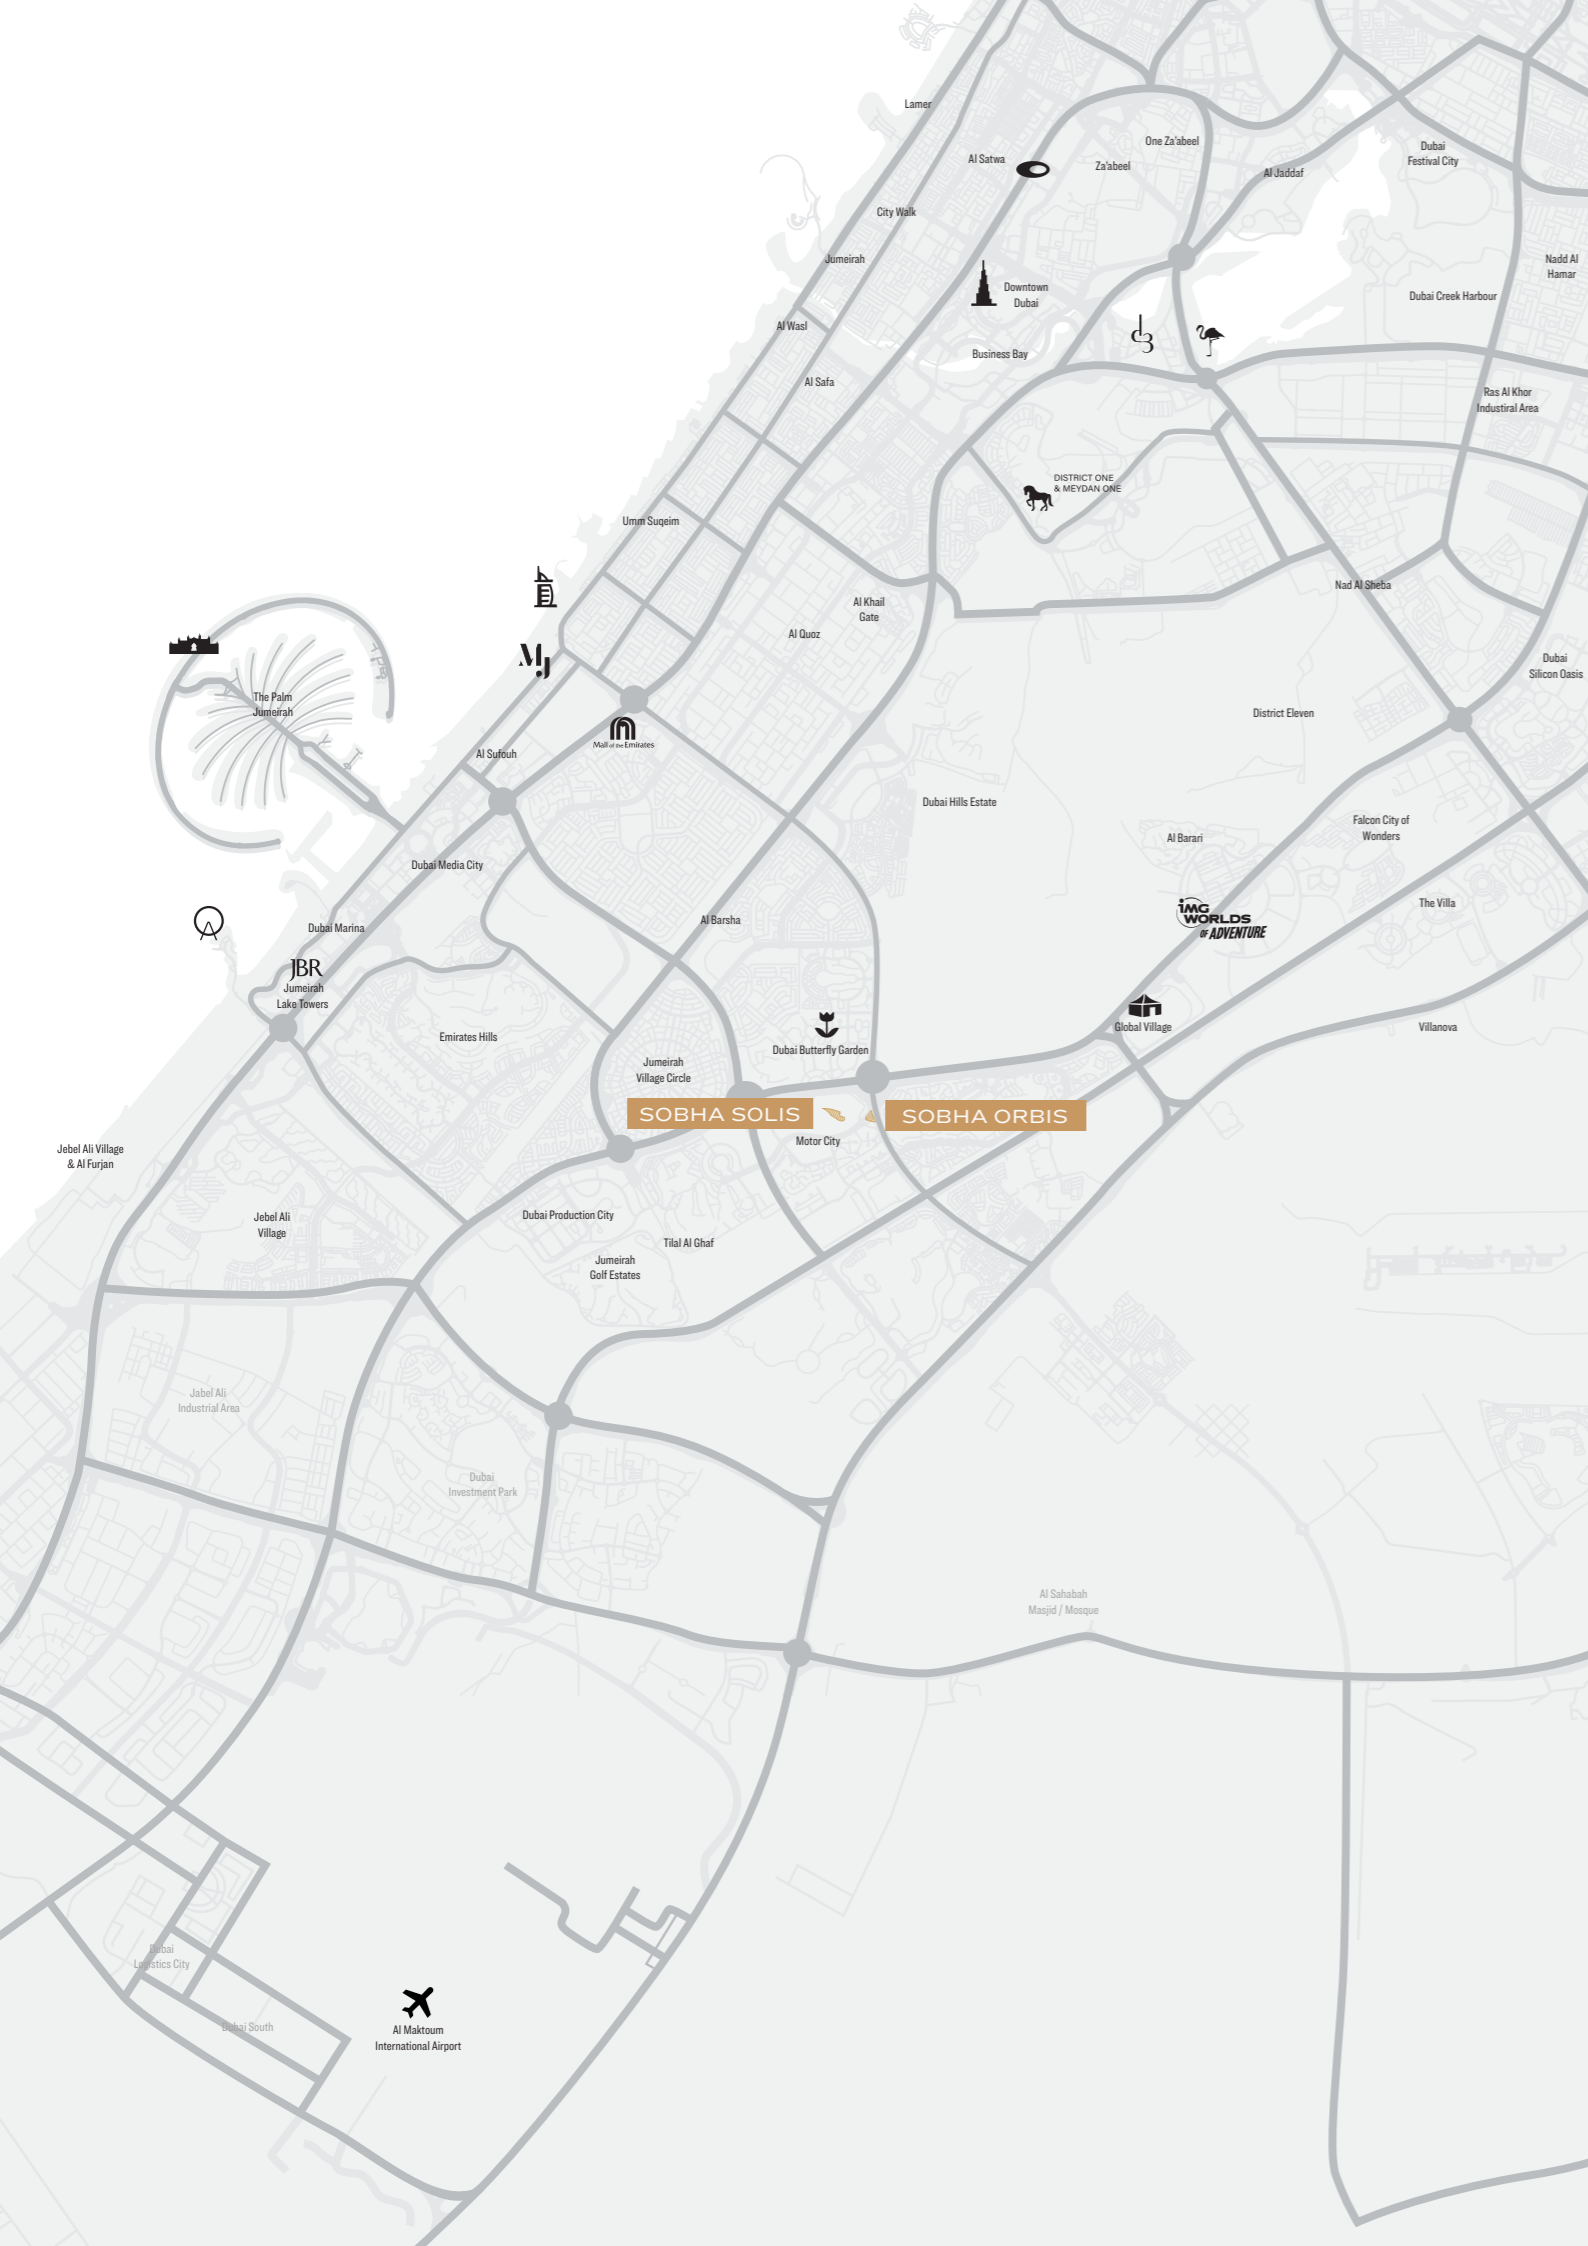 Lamer
One Za'abeel
Dubai
Festival City
Al Satwa
Za'abeel
Al Jaddaf
City Walk
Jumeirah
Nadd Al
Hamar
Downtown
Dubai
Dubai Creek Harbour
Al Wasl
d3
Business Bay
Al Safa
Ras Al Khor
Industiral Area
DISTRICT ONE
& MEYDAN ONE
Umm Suqeim
Nad Al Sheba
Al Khail
Gate
Al Quoz
MJ
Dubai
Silicon Oasis
The Palm
Jumeirah
District Eleven
Mall of the Emirates
Al Sufouh
Dubai Hills Estate
Falcon City of
Wonders
Al Barari
Dubai Media City
The Villa
IMG
WORLDS
OF ADVENTURE
Al Barsha
Dubai Marina
JBR
Jumeirah
Lake Towers
Global Village
Villanova
Emirates Hills
Dubai Butterfly Garden
Jumeirah
Village Circle
SOBHA SOLIS
SOBHA ORBIS
Motor City
Jebel Ali Village
& Al Furjan
Jebel Ali
Village
Dubai Production City
Tilal Al Ghaf
Jumeirah
Golf Estates
Jabel Ali
Industrial Area
Dubai
Investment Park
Al Sahabah
Masjid / Mosque
Dubai
Logistics City
Dubai South
Al Maktoum
International Airport